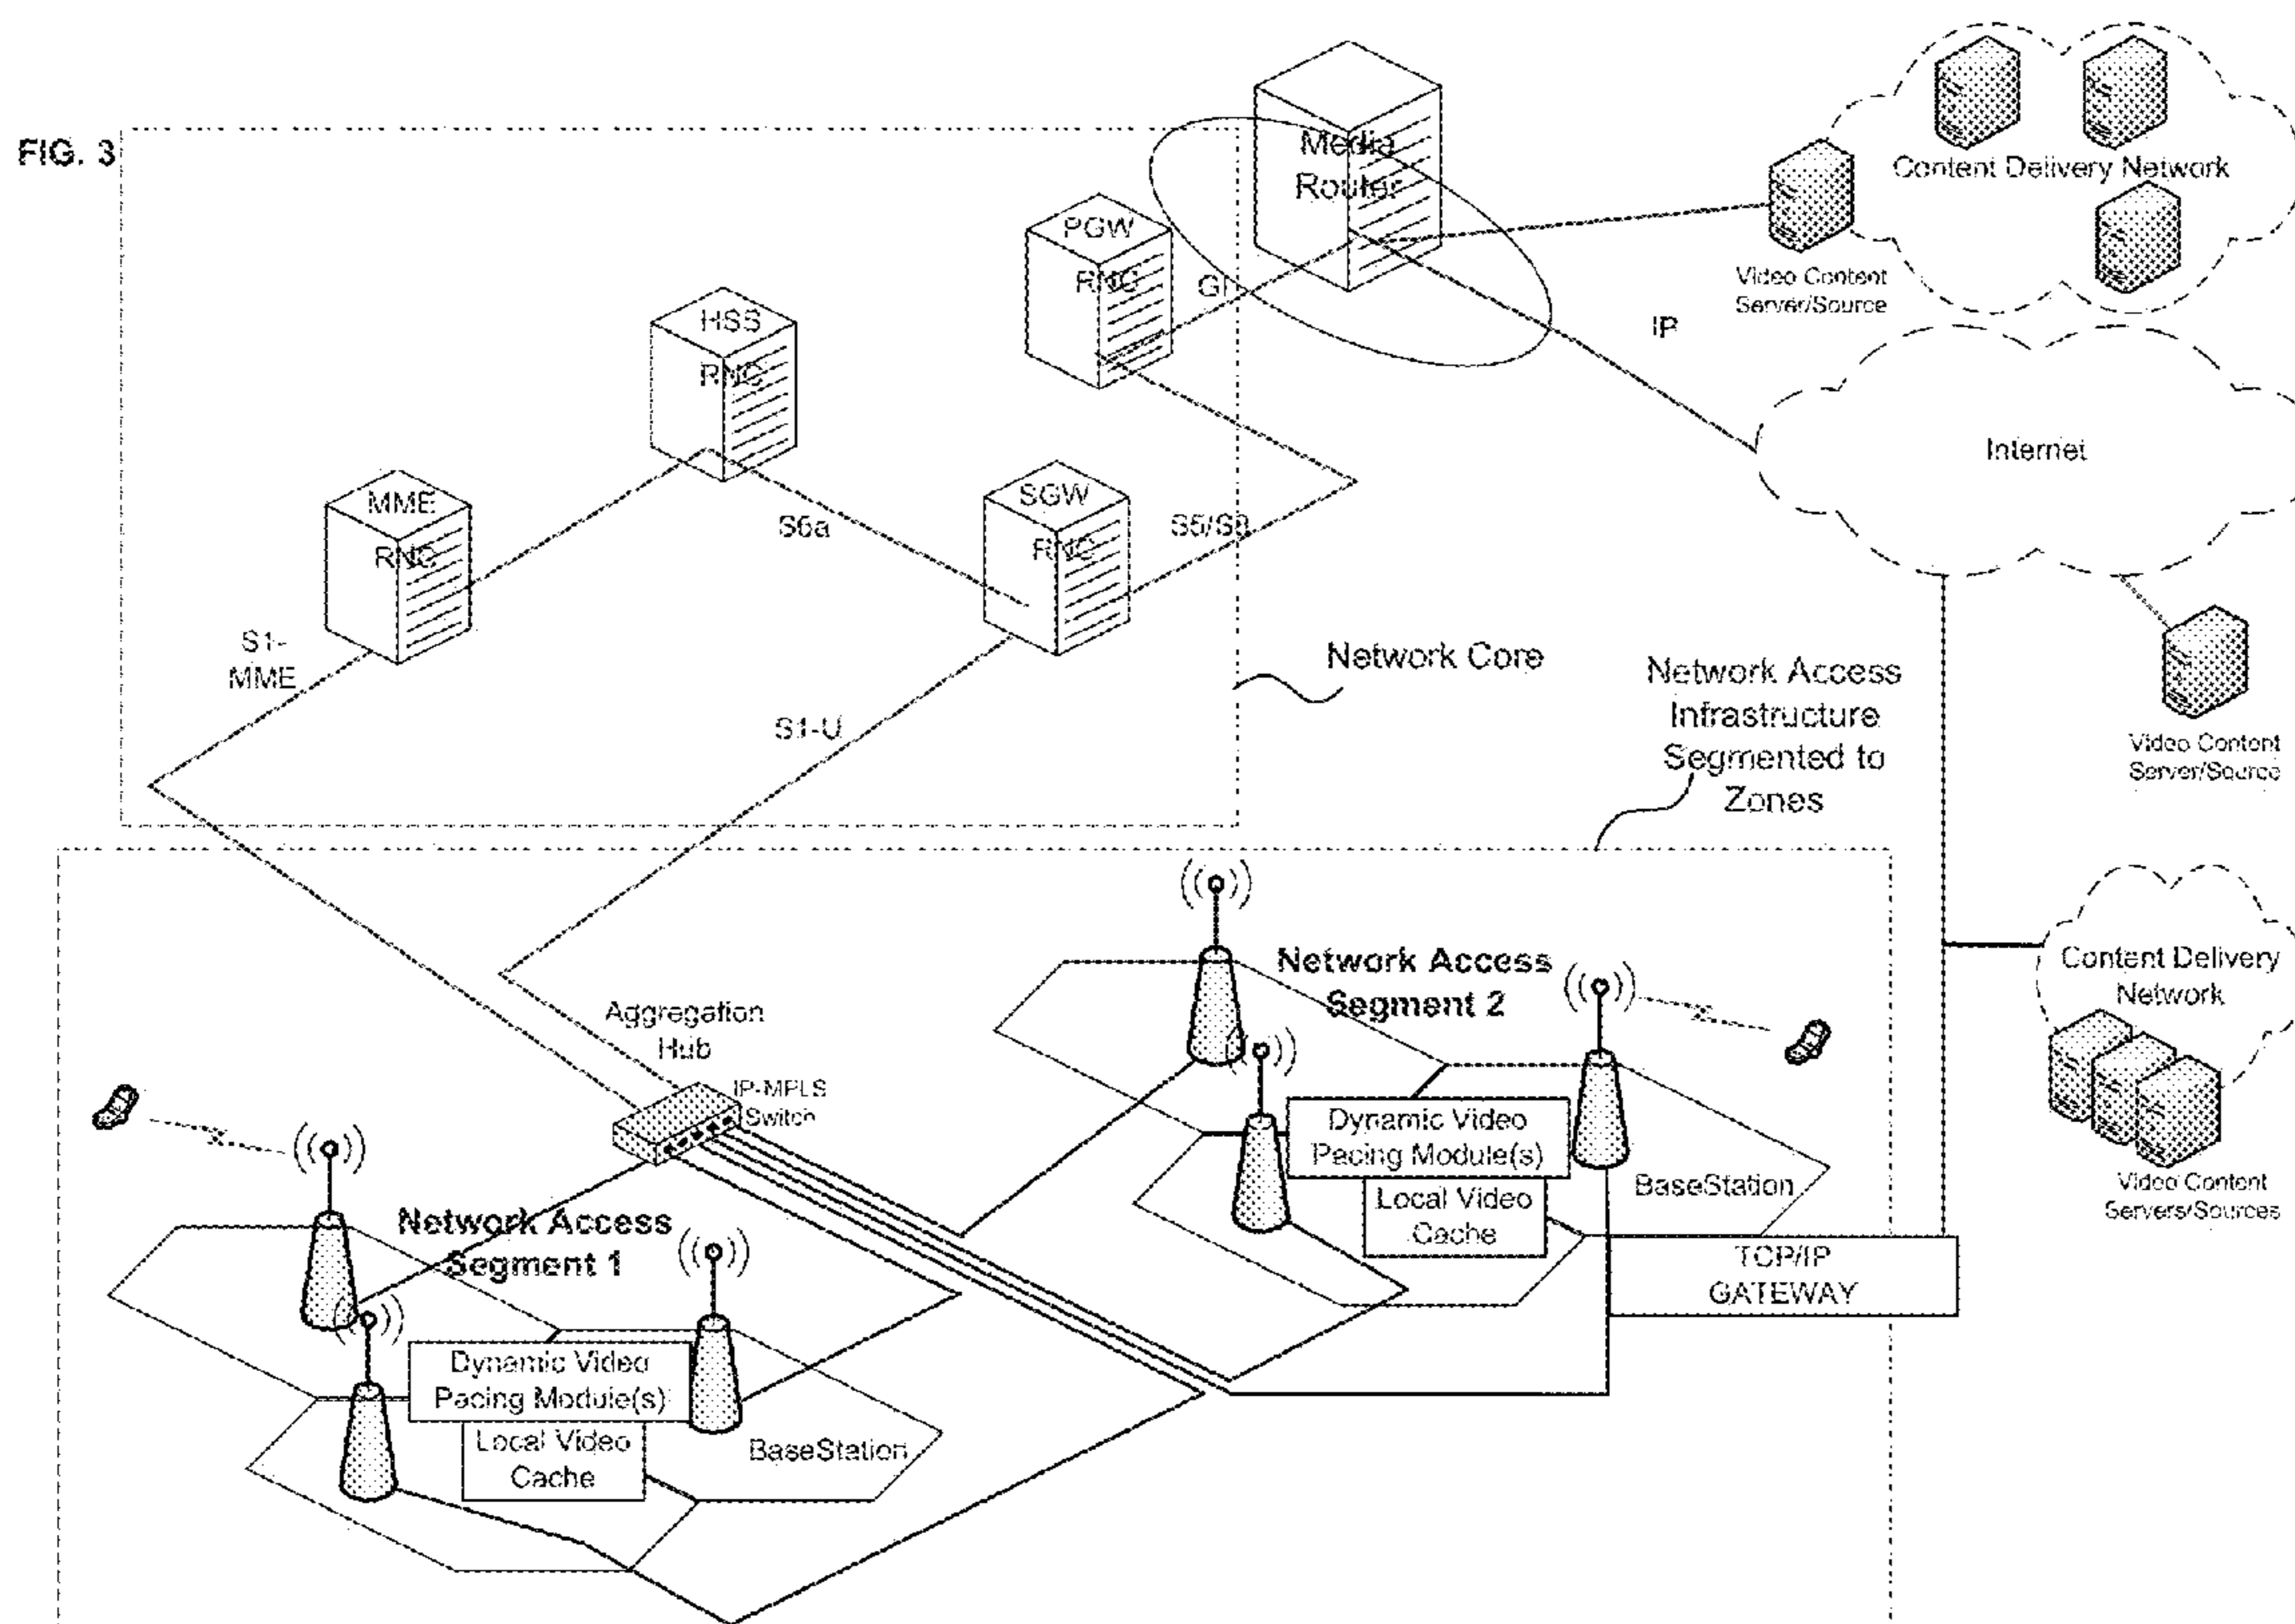 FIG. 3
Media
Router
Content Delivery Network
Video Content
Server/Source
PGW
RNC
GI
IP
HSS
RNC
Internet
MME
RNC
S6a
SGW
RNC
S5/S8
S1-
MME
S1-U
Network Core
Network Access
Infrastructure
Segmented to
Zones
Video Content
Server/Source
Content Delivery
Network
Video Content
Servers/Sources
Aggregation
Hub
IP-MPLS
Switch
Network Access
Segment 2
Dynamic Video
Pacing Module(s)
Local Video
Cache
BaseStation
TCP/IP
GATEWAY
Network Access
Segment 1
Dynamic Video
Pacing Module(s)
Local Video
Cache
BaseStation